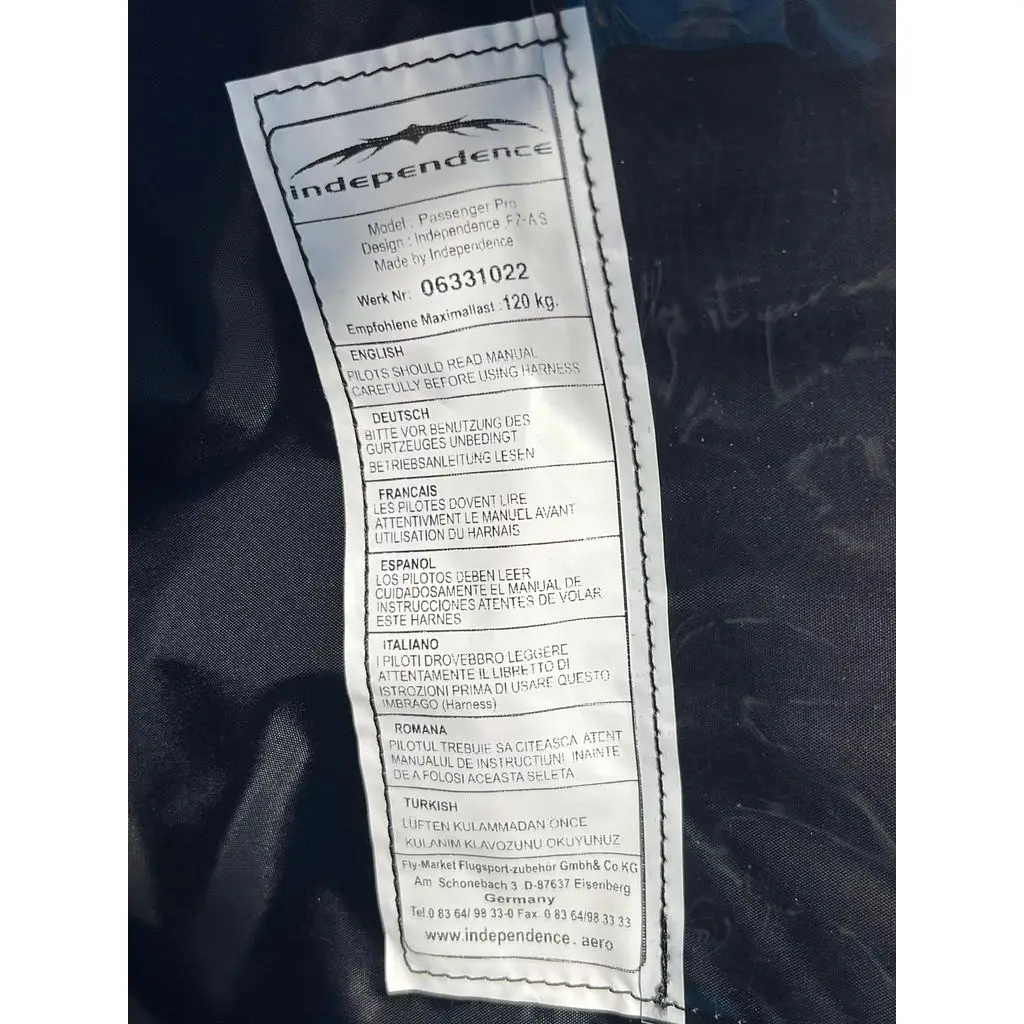 independence
Model : Passenger Pro
Design : Independence F7-AS
Made by Independence
Werk Nr: 06331022
Empfohlene Maximallast :120 kg.
ENGLISH
PILOTS SHOULD READ MANUAL
CAREFULLY BEFORE USING HARNESS
DEUTSCH
BITTE VOR BENUTZUNG DES
GURTZEUGES UNBEDINGT
BETRIEBSANLEITUNG LESEN
FRANCAIS
LES PILOTES DOVENT LIRE
ATTENTIVMENT LE MANUEL AVANT
UTILISATION DU HARNAIS
ESPANOL
LOS PILOTOS DEBEN LEER
CUIDADOSAMENTE EL MANUAL DE
INSTRUCCIONES ATENTES DE VOLAR
ESTE HARNES
ITALIANO
I PILOTI DROVEBBRO LEGGERE
ATTENTAMENTE IL LIBRETTO DI
ISTROZIONI PRIMA DI USARE QUESTO
IMBRAGO (Harness)
ROMANA
PILOTUL TREBUIE SA CITEASCA ATENT
MANUALUL DE INSTRUCTIUNI INAINTE
DE A FOLOSI ACEASTA SELETA
TURKISH
LÜFTEN KULAMMADAN ÖNCE
KULANIM KLAVOZUNU OKUYUNUZ
Fly-Market Flugsport-zubehör GmbH& Co KG
Am Schonebach 3 D-87637 Eisenberg
Germany
Tel.0 83 64/ 98 33-0 Fax. 0 83 64/98 33 33
www.independence.aero